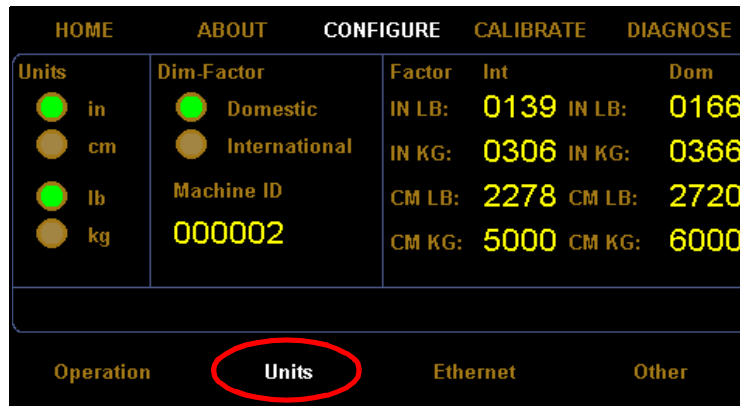 HOME ABOUT CONFIGURE CALIBRATE DIAGNOSE
Units Dim-Factor Factor Int Dom
in Domestic IN LB: 0139 IN LB: 0166
cm International IN KG: 0306 IN KG: 0366
lb Machine ID CM LB: 2278 CM LB: 2720
kg 000002 CM KG: 5000 CM KG: 6000
Operation Units Ethernet Other